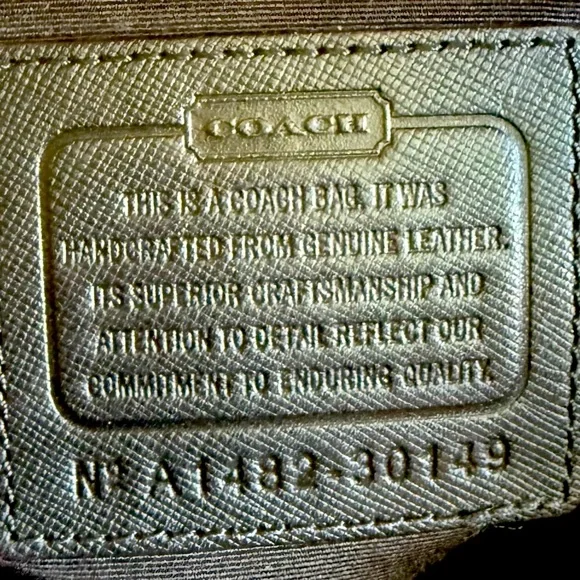 COACH
THIS IS A COACH BAG. IT WAS
HANDCRAFTED FROM GENUINE LEATHER.
ITS SUPERIOR CRAFTSMANSHIP AND
ATTENTION TO DETAIL REFLECT OUR
COMMITMENT TO ENDURING QUALITY.
Nº A1482-30149